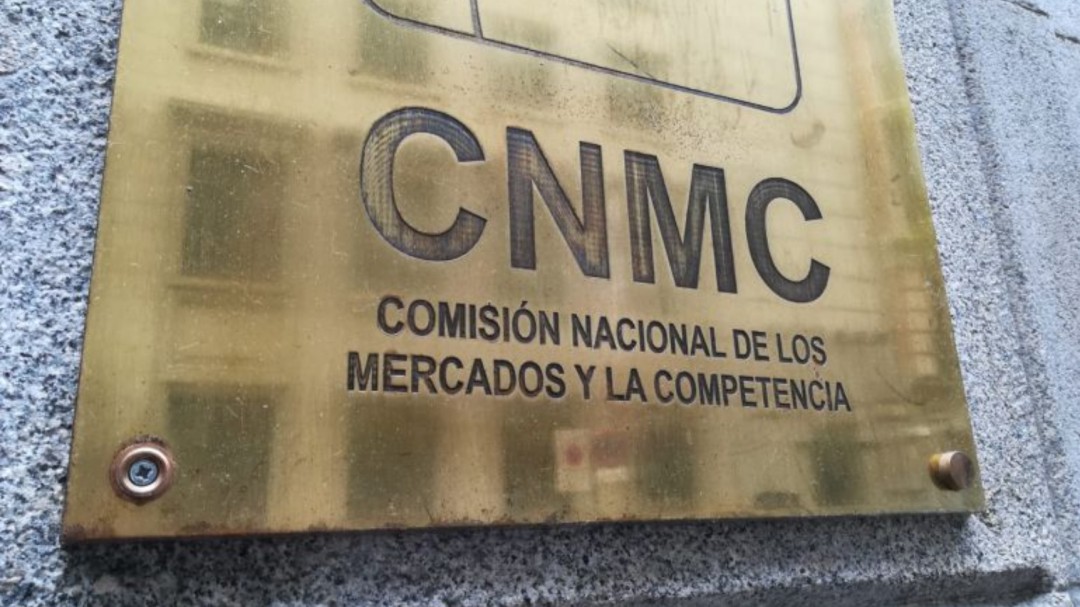 CNMC
COMISIÓN NACIONAL DE LOS
MERCADOS Y LA COMPETENCIA